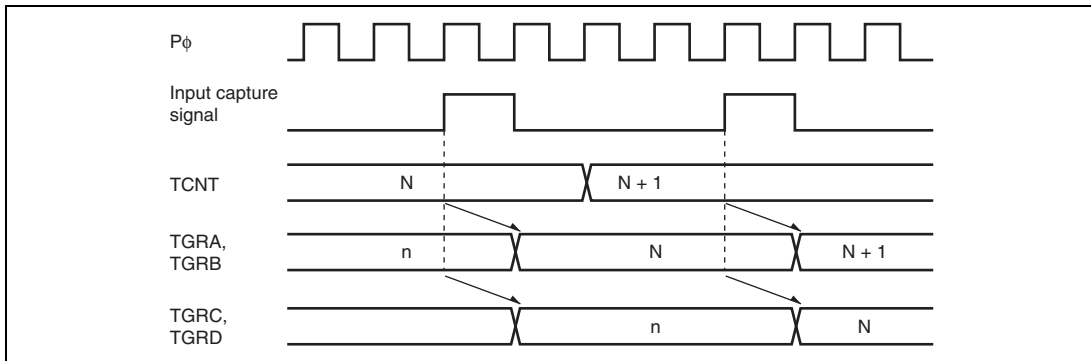 Pϕ
Input capture
signal
TCNT
N
N + 1
TGRA,
TGRB
n
N
N + 1
TGRC,
TGRD
n
N